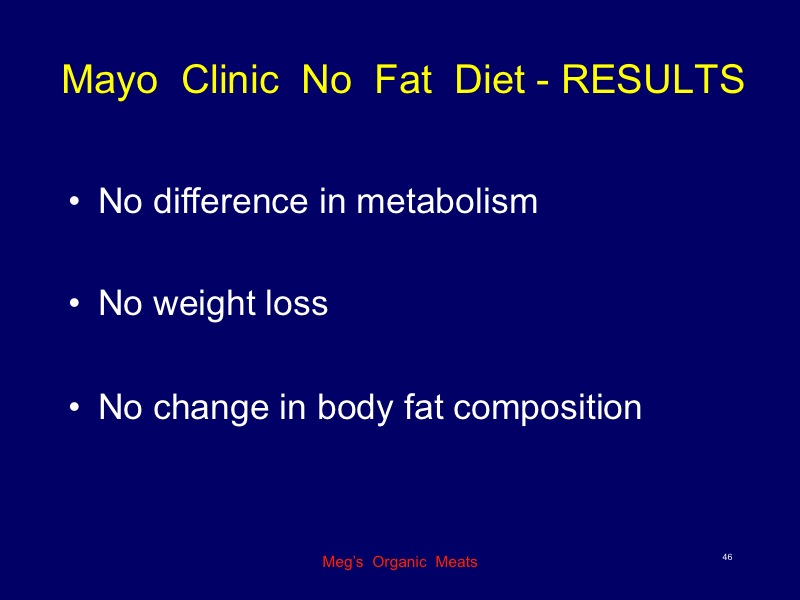 Mayo Clinic No Fat Diet - RESULTS
• No difference in metabolism
• No weight loss
• No change in body fat composition
Meg's Organic Meats
46